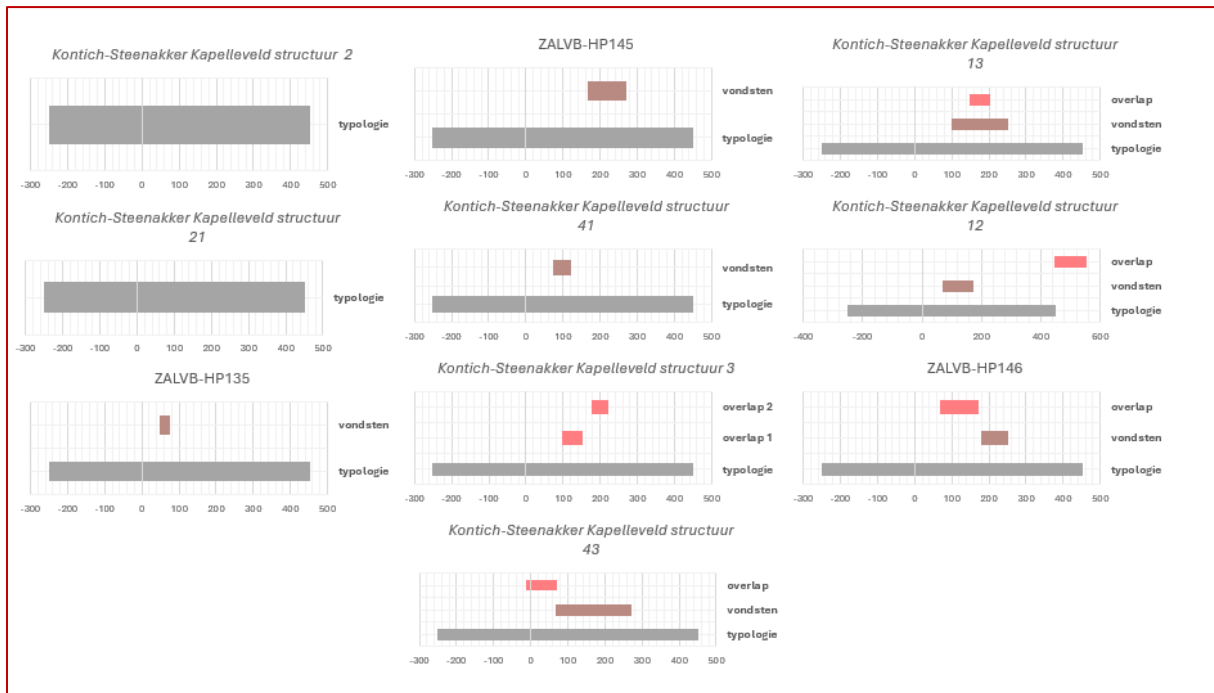 Kontich-Steenakker Kapelleveld structuur 2
-300 -200 -100 0 100 200 300 400 500
typologie
ZALVB-HP145
-300 -200 -100 0 100 200 300 400 500
vondsten
typologie
Kontich-Steenakker Kapelleveld structuur
13
-300 -200 -100 0 100 200 300 400 500
overlap
vondsten
typologie
Kontich-Steenakker Kapelleveld structuur
21
-300 -200 -100 0 100 200 300 400 500
typologie
Kontich-Steenakker Kapelleveld structuur
41
-300 -200 -100 0 100 200 300 400 500
vondsten
typologie
Kontich-Steenakker Kapelleveld structuur
12
-400 -200 0 200 400 600
overlap
vondsten
typologie
ZALVB-HP135
-300 -200 -100 0 100 200 300 400 500
vondsten
typologie
Kontich-Steenakker Kapelleveld structuur 3
-300 -200 -100 0 100 200 300 400 500
overlap 2
overlap 1
typologie
ZALVB-HP146
-300 -200 -100 0 100 200 300 400 500
overlap
vondsten
typologie
Kontich-Steenakker Kapelleveld structuur
43
-300 -200 -100 0 100 200 300 400 500
overlap
vondsten
typologie